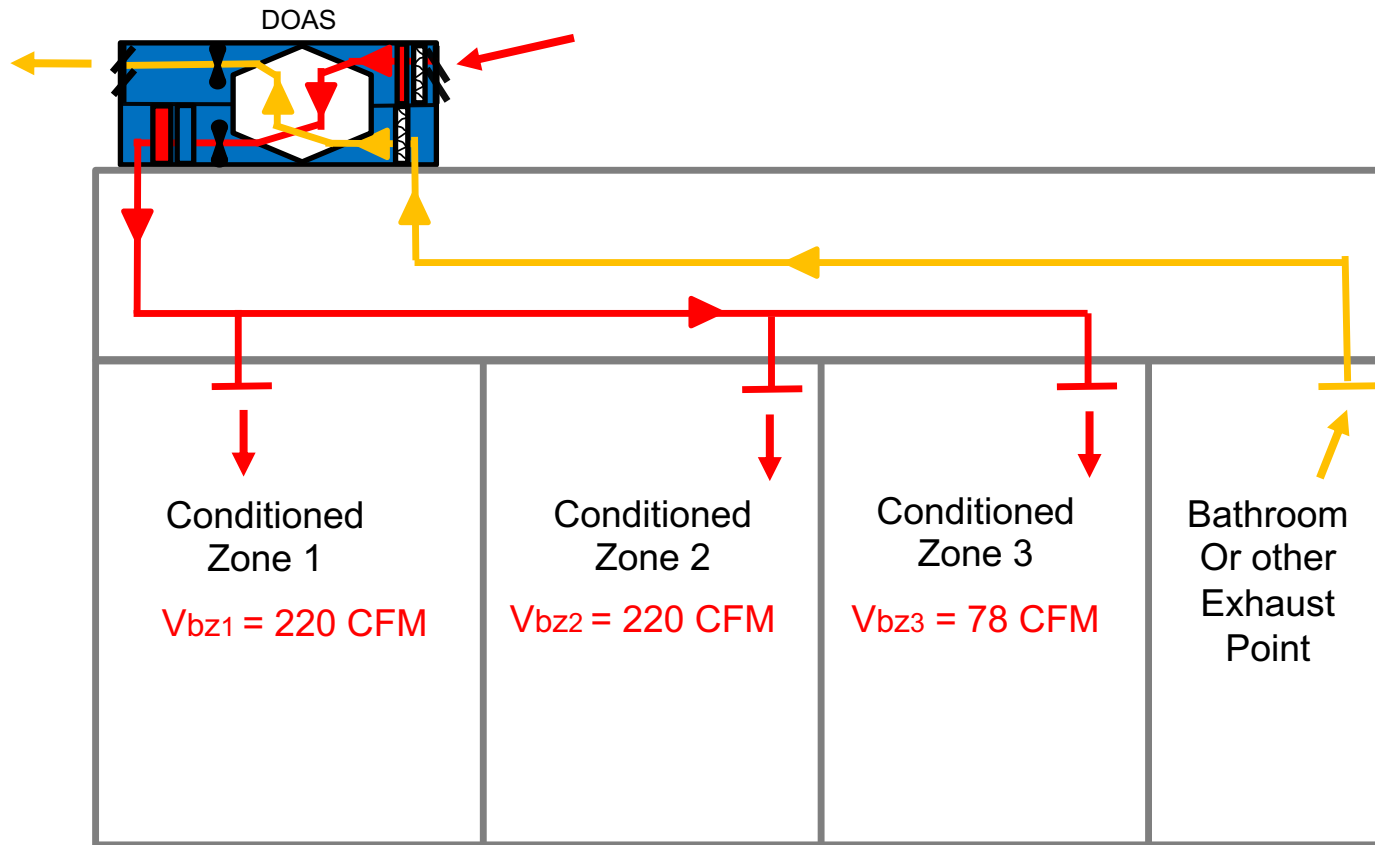 DOAS
Conditioned
Zone 1
Vbz1 = 220 CFM
Conditioned
Zone 2
Vbz2 = 220 CFM
Conditioned
Zone 3
Vbz3 = 78 CFM
Bathroom
Or other
Exhaust
Point